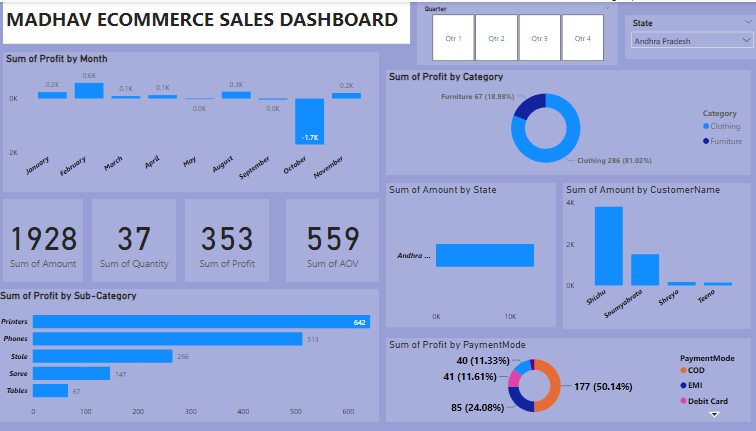 MADHAV ECOMMERCE SALES DASHBOARD
Quarter
Qtr 1
Qtr 2
Qtr 3
Qtr 4
State
Andhra Pradesh
Sum of Profit by Month
0.2K
0.6K
0.1K
0.1K
0.0K
0.3K
0.0K
-1.7K
0.2K
0K
2K
January
February
March
April
May
August
September
October
November
Sum of Profit by Category
Furniture 67 (18.98%)
Clothing 286 (81.02%)
Category
Clothing
Furniture
1928
Sum of Amount
37
Sum of Quantity
353
Sum of Profit
559
Sum of AOV
Sum of Amount by State
Andhra ...
0K
10K
Sum of Amount by CustomerName
4K
2K
0K
Shishu
Soumyabrata
Shreya
Teena
Sum of Profit by Sub-Category
Printers
642
Phones
513
Stole
266
Saree
147
Tables
67
0
100
200
300
400
500
600
Sum of Profit by PaymentMode
40 (11.33%)
41 (11.61%)
85 (24.08%)
177 (50.14%)
PaymentMode
COD
EMI
Debit Card